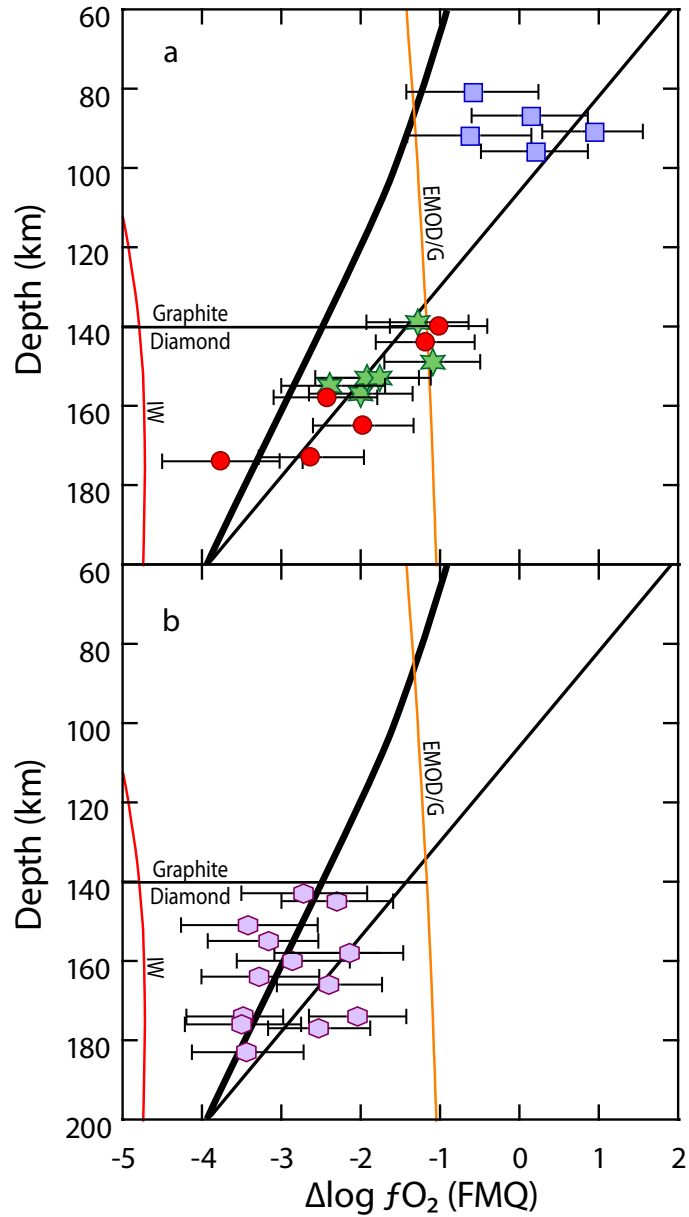 60
a
80
100
EMOD/G
120
Depth (km)
Graphite
140
Diamond
160
IW
180
60
b
80
100
EMOD/G
120
Depth (km)
Graphite
140
Diamond
160
IW
180
200
-5 -4 -3 -2 -1 0 1 2
Δlog ƒO₂ (FMQ)